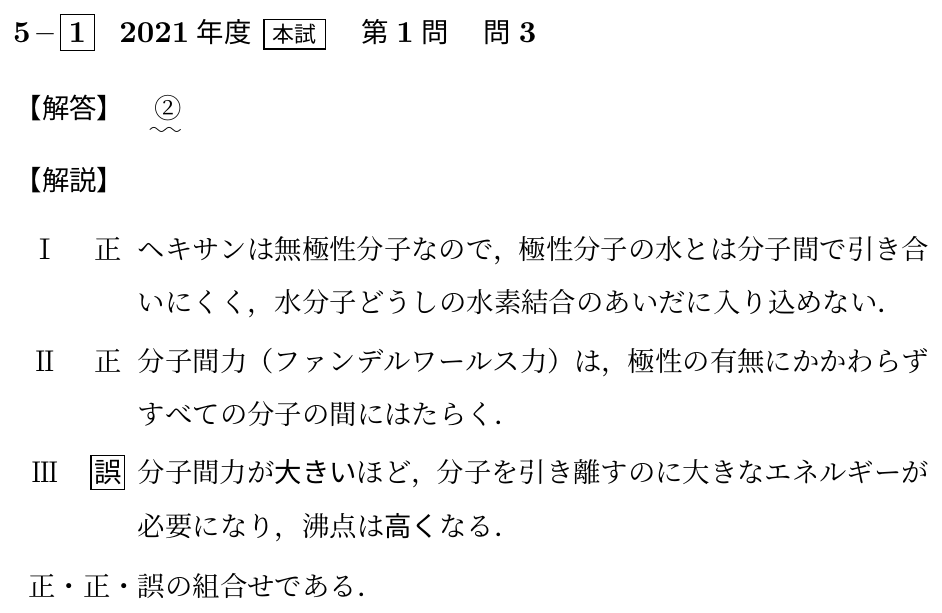 5－1 2021 年度 本試 第 1 問 問 3
【解答】 ②
【解説】
Ⅰ 正 ヘキサンは無極性分子なので，極性分子の水とは分子間で引き合
いにくく，水分子どうしの水素結合のあいだに入り込めない．
Ⅱ 正 分子間力（ファンデルワールス力）は，極性の有無にかかわらず
すべての分子の間にはたらく．
Ⅲ 誤 分子間力が大きいほど，分子を引き離すのに大きなエネルギーが
必要になり，沸点は高くなる．
正・正・誤の組合せである．